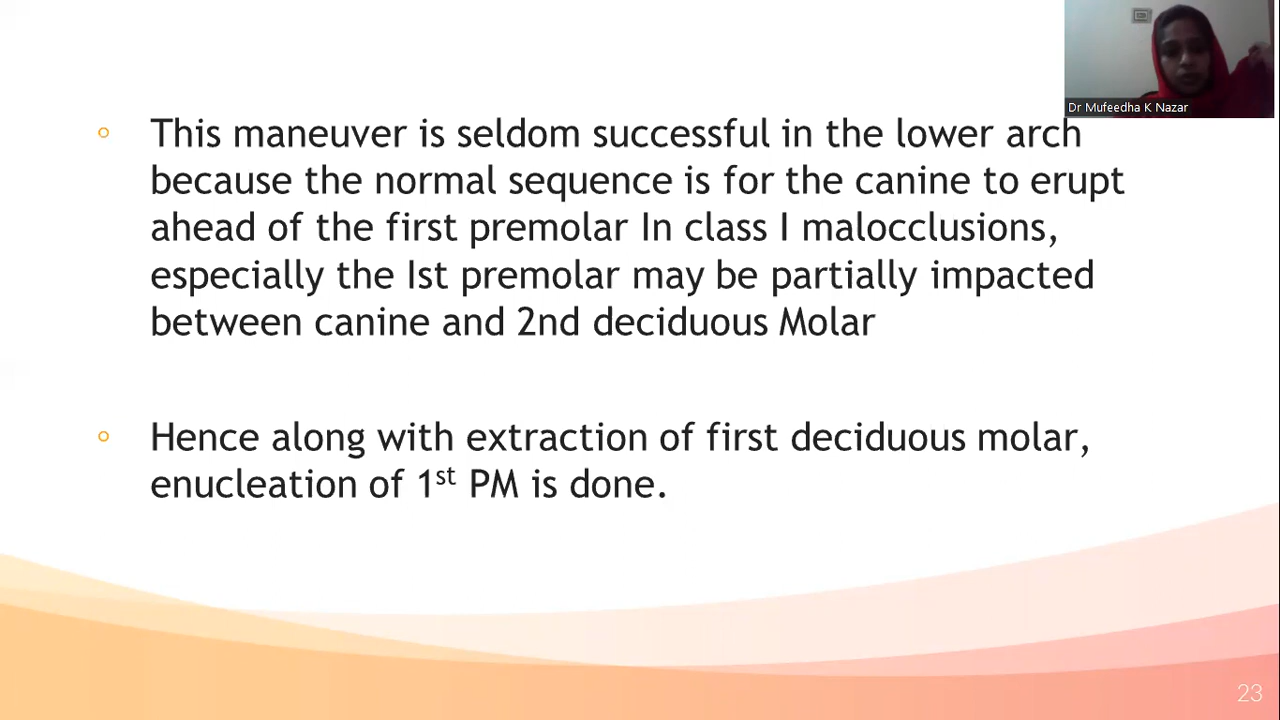 Dr Mufeedha K Nazar
◦ This maneuver is seldom successful in the lower arch
because the normal sequence is for the canine to erupt
ahead of the first premolar In class I malocclusions,
especially the Ist premolar may be partially impacted
between canine and 2nd deciduous Molar
◦ Hence along with extraction of first deciduous molar,
enucleation of 1st PM is done.
23